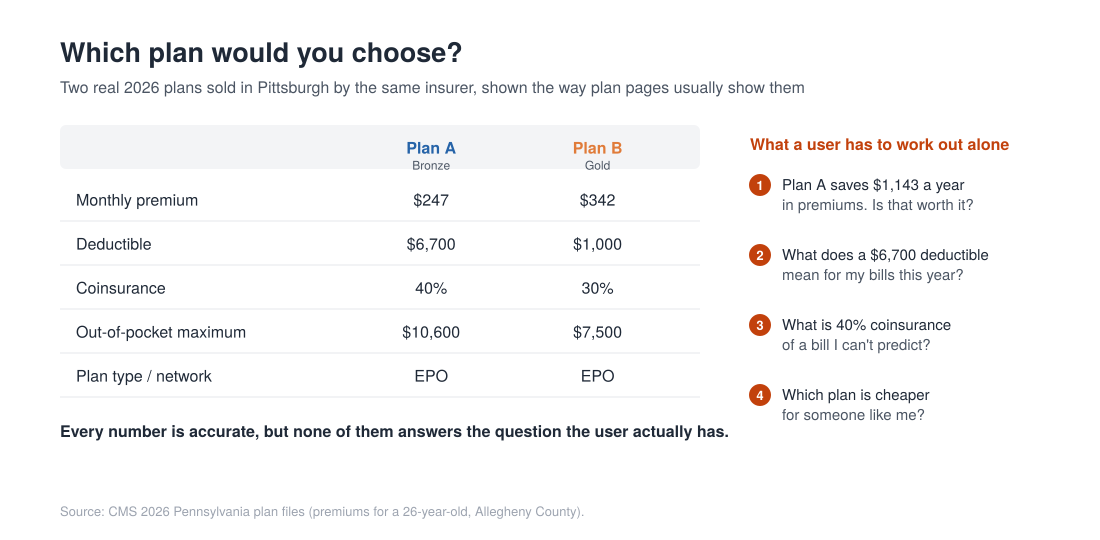 Which plan would you choose?
Two real 2026 plans sold in Pittsburgh by the same insurer, shown the way plan pages usually show them
Plan A Plan B
Bronze Gold
Monthly premium $247 $342
Deductible $6,700 $1,000
Coinsurance 40% 30%
Out-of-pocket maximum $10,600 $7,500
Plan type / network EPO EPO
Every number is accurate, but none of them answers the question the user actually has.
What a user has to work out alone
1 Plan A saves $1,143 a year
in premiums. Is that worth it?
2 What does a $6,700 deductible
mean for my bills this year?
3 What is 40% coinsurance
of a bill I can't predict?
4 Which plan is cheaper
for someone like me?
Source: CMS 2026 Pennsylvania plan files (premiums for a 26-year-old, Allegheny County).